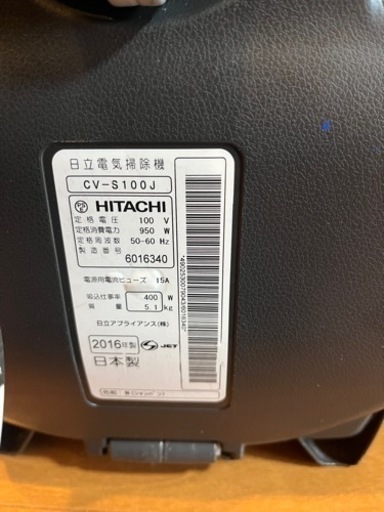 日立電気掃除機
CV-S100J
HITACHI
定格電圧 100 V
定格消費電力 950 W
定格周波数 50-60 Hz
製造番号
6016340
電源用電流ヒューズ 15A
吸込仕事率 400 W
質量 5.1 kg
日立アプライアンス(株)
2016年製 JET
日本製